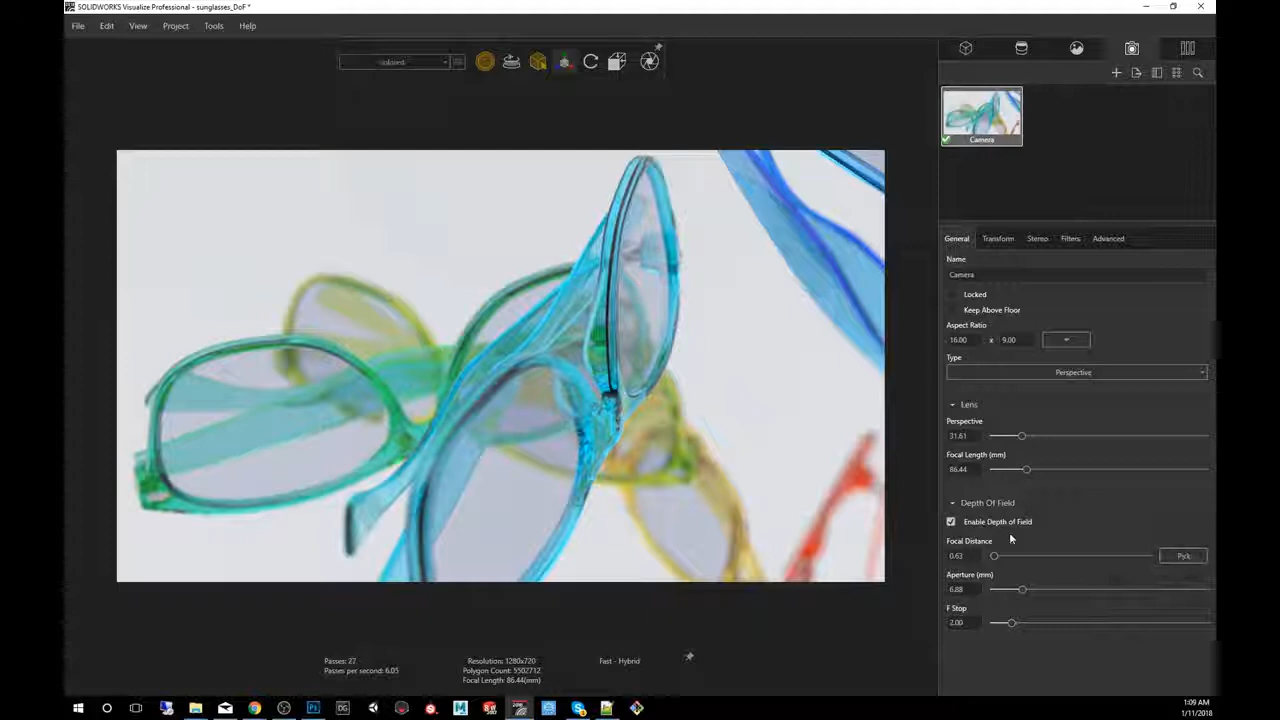 SOLIDWORKS Visualize Professional - sunglasses_DoF *
File Edit View Project Tools Help
Camera
General Transform Stereo Filters Advanced
Name
Camera
Locked
Keep Above Floor
Aspect Ratio
16.00 x 9.00
Type
Perspective
Lens
Perspective
31.61
Focal Length (mm)
86.44
Depth Of Field
Enable Depth of Field
Focal Distance
0.63 Pick
Aperture (mm)
6.88
F Stop
2.00
Passes: 27
Passes per second: 6.05
Resolution: 1280x720
Polygon Count: 5502712
Focal Length: 86.44(mm)
Fast - Hybrid
1:09 AM
1/11/2018